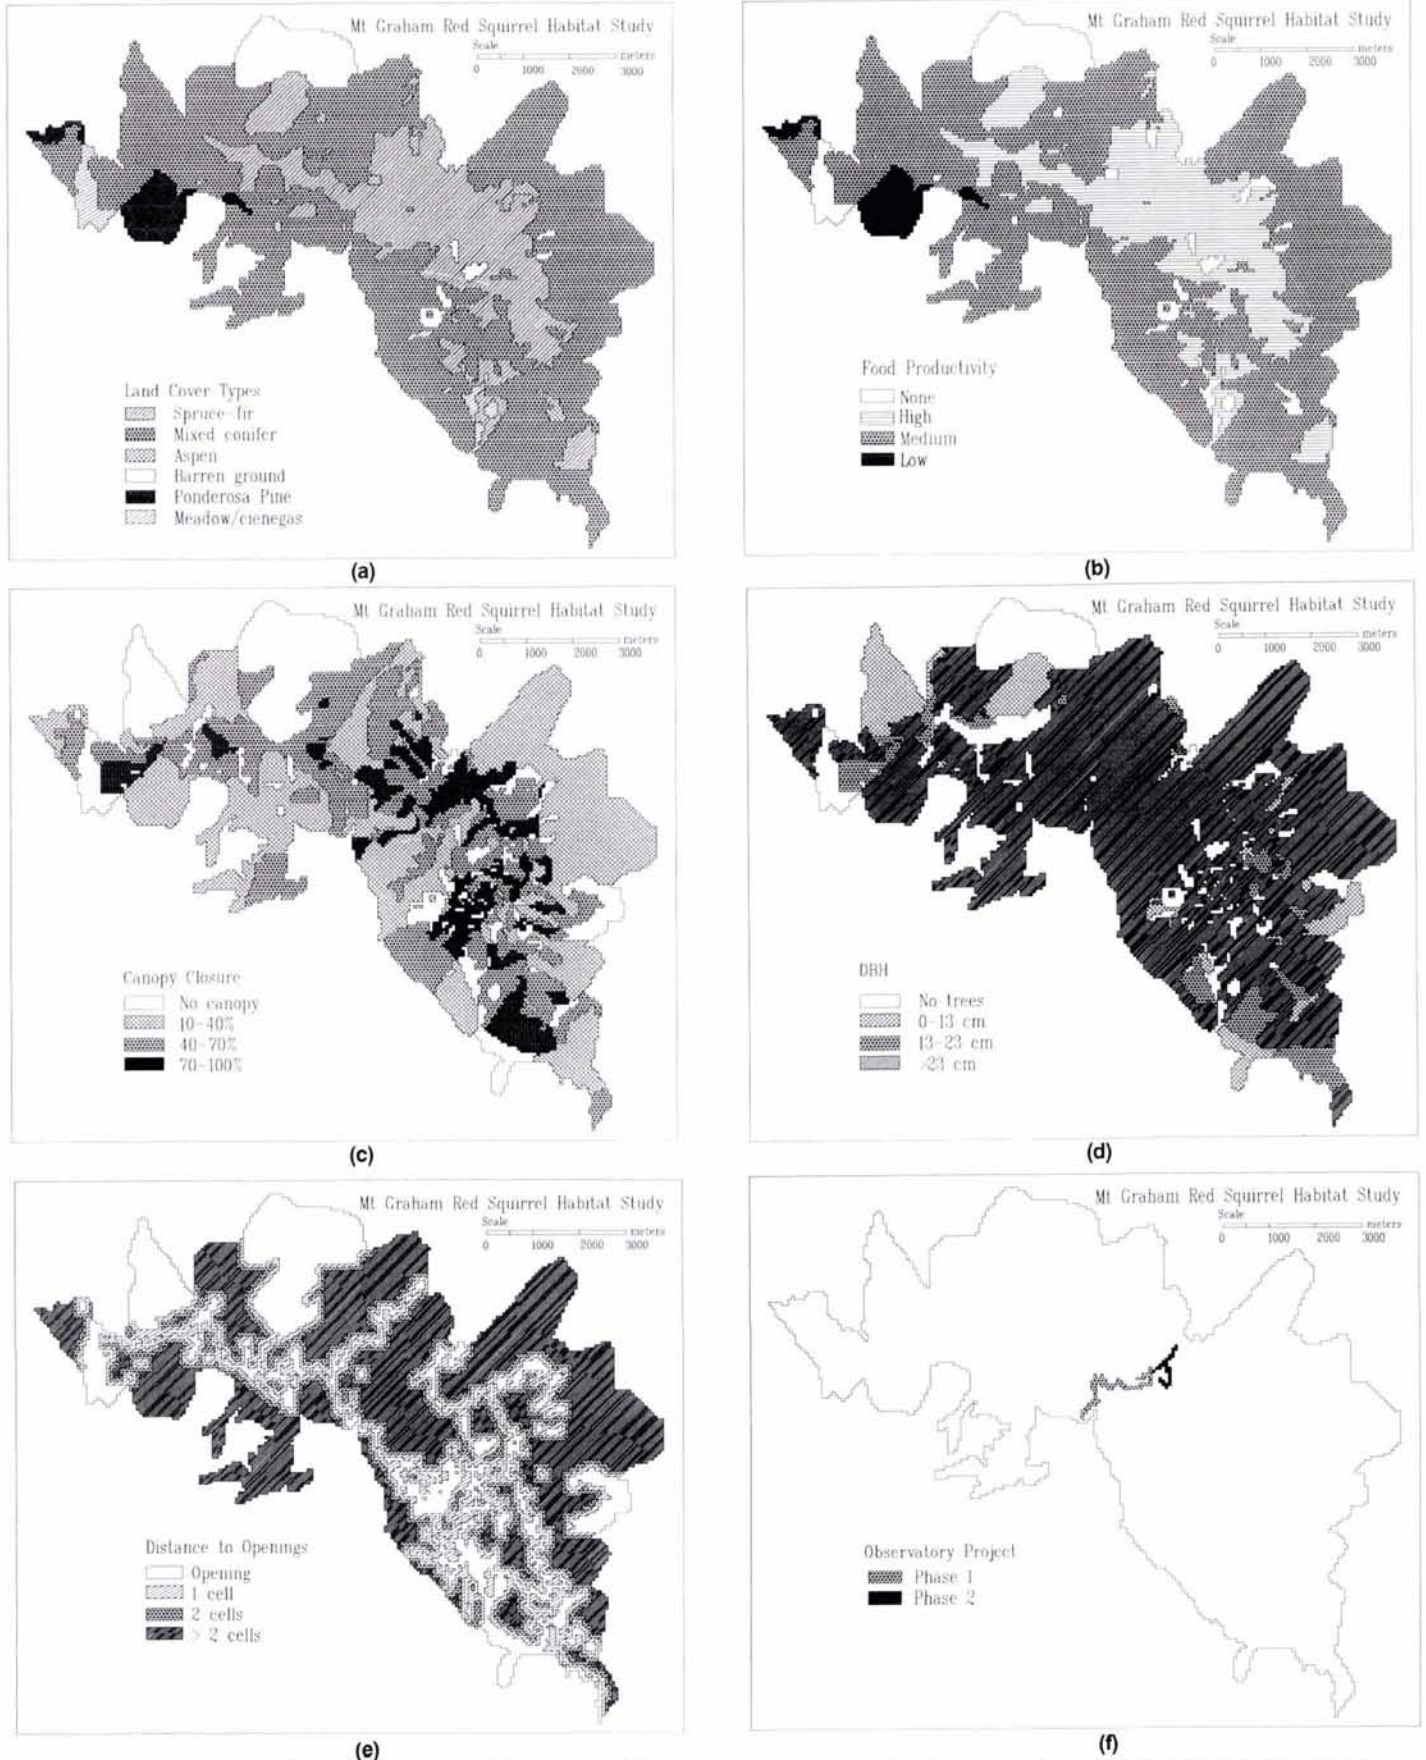 Mt Graham Red Squirrel Habitat Study
Scale
meters
0 1000 2000 3000
Land Cover Types
Spruce-fir
Mixed conifer
Aspen
Barren ground
Ponderosa Pine
Meadow/cienegas
(a)
Mt Graham Red Squirrel Habitat Study
Scale
meters
0 1000 2000 3000
Food Productivity
None
High
Medium
Low
(b)
Mt Graham Red Squirrel Habitat Study
Scale
meters
0 1000 2000 3000
Canopy Closure
No canopy
10-40%
40-70%
70-100%
(c)
Mt Graham Red Squirrel Habitat Study
Scale
meters
0 1000 2000 3000
DBH
No trees
0-13 cm
13-23 cm
>23 cm
(d)
Mt Graham Red Squirrel Habitat Study
Scale
meters
0 1000 2000 3000
Distance to Openings
Opening
1 cell
2 cells
> 2 cells
(e)
Mt Graham Red Squirrel Habitat Study
Scale
meters
0 1000 2000 3000
Observatory Project
Phase 1
Phase 2
(f)